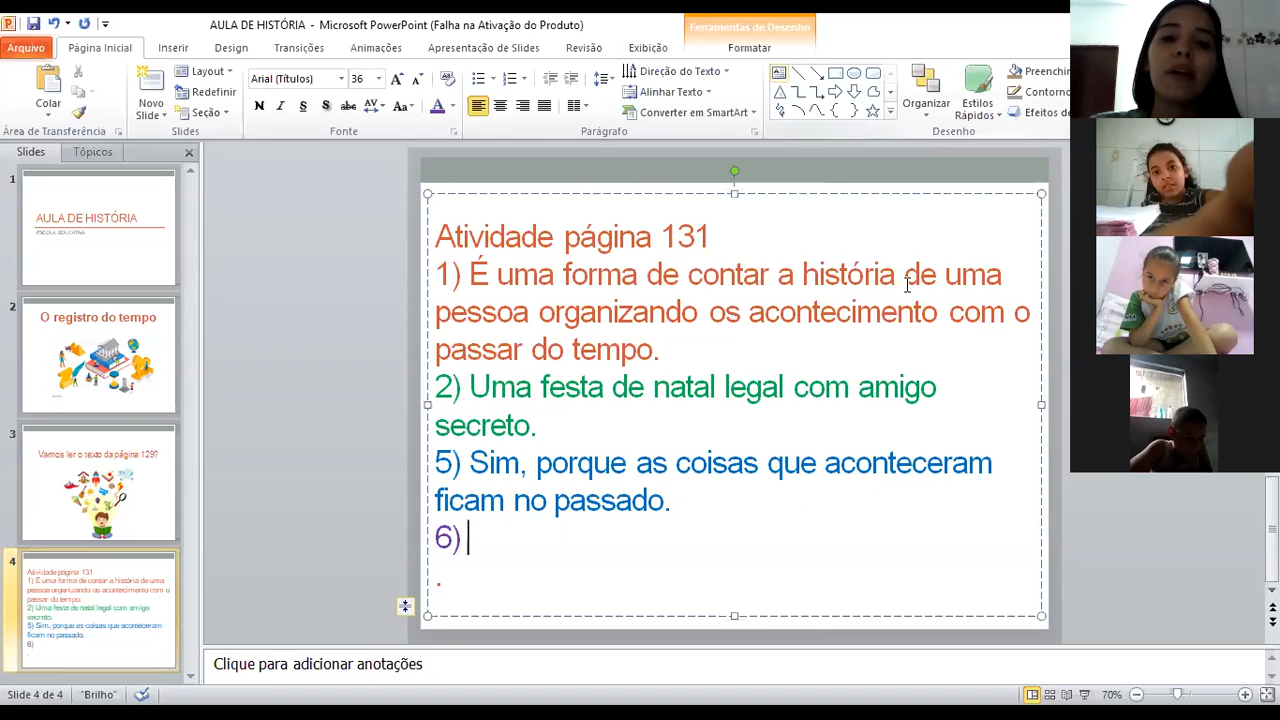 AULA DE HISTÓRIA - Microsoft PowerPoint (Falha na Ativação do Produto)
Ferramentas de Desenho
Arquivo Página Inicial Inserir Design Transições Animações Apresentação de Slides Revisão Exibição Formatar
Colar
Novo Slide
Layout
Redefinir
Seção
Arial (Títulos) 36
Direção do Texto
Alinhar Texto
Converter em SmartArt
Organizar
Estilos Rápidos
Preenchir
Contorno
Efeitos de
Área de Transferência Slides Fonte Parágrafo Desenho
Slides Tópicos
1
AULA DE HISTÓRIA
2
O registro do tempo
3
Vamos ler o texto da página 129?
4
Atividade página 131
1) É uma forma de contar a história de uma
pessoa organizando os acontecimento com o
passar do tempo.
2) Uma festa de natal legal com amigo
secreto.
5) Sim, porque as coisas que aconteceram
ficam no passado.
6)
Atividade página 131
1) É uma forma de contar a história de uma
pessoa organizando os acontecimento com o
passar do tempo.
2) Uma festa de natal legal com amigo
secreto.
5) Sim, porque as coisas que aconteceram
ficam no passado.
6)
.
Clique para adicionar anotações
Slide 4 de 4 "Brilho" 70%